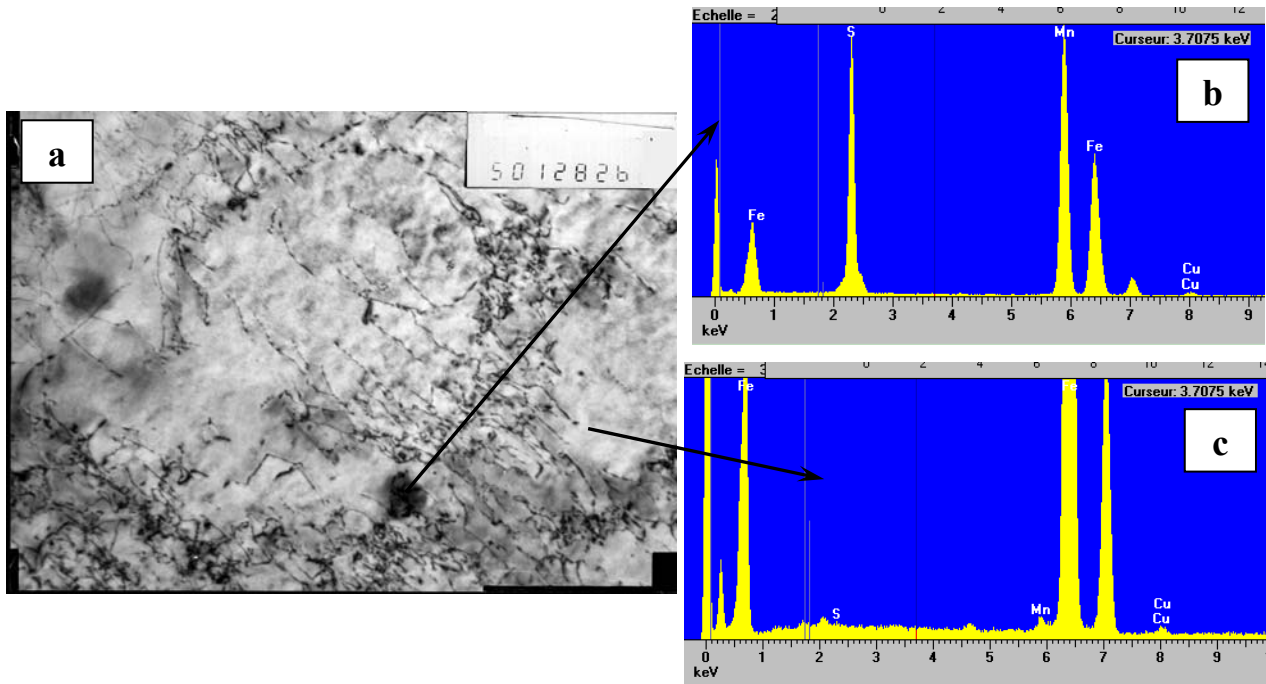 a
S012826
Echelle = 2
0 2 4 6 8 10 12
S Mn
Curseur: 3.7075 keV
b
Fe
Fe
Cu
Cu
0 1 2 3 4 5 6 7 8 9
keV
Echelle = 3
0 2 4 6 8 10 12 14
Fe Fe
Curseur: 3.7075 keV
c
S Mn Cu
Cu
0 1 2 3 4 5 6 7 8 9
keV